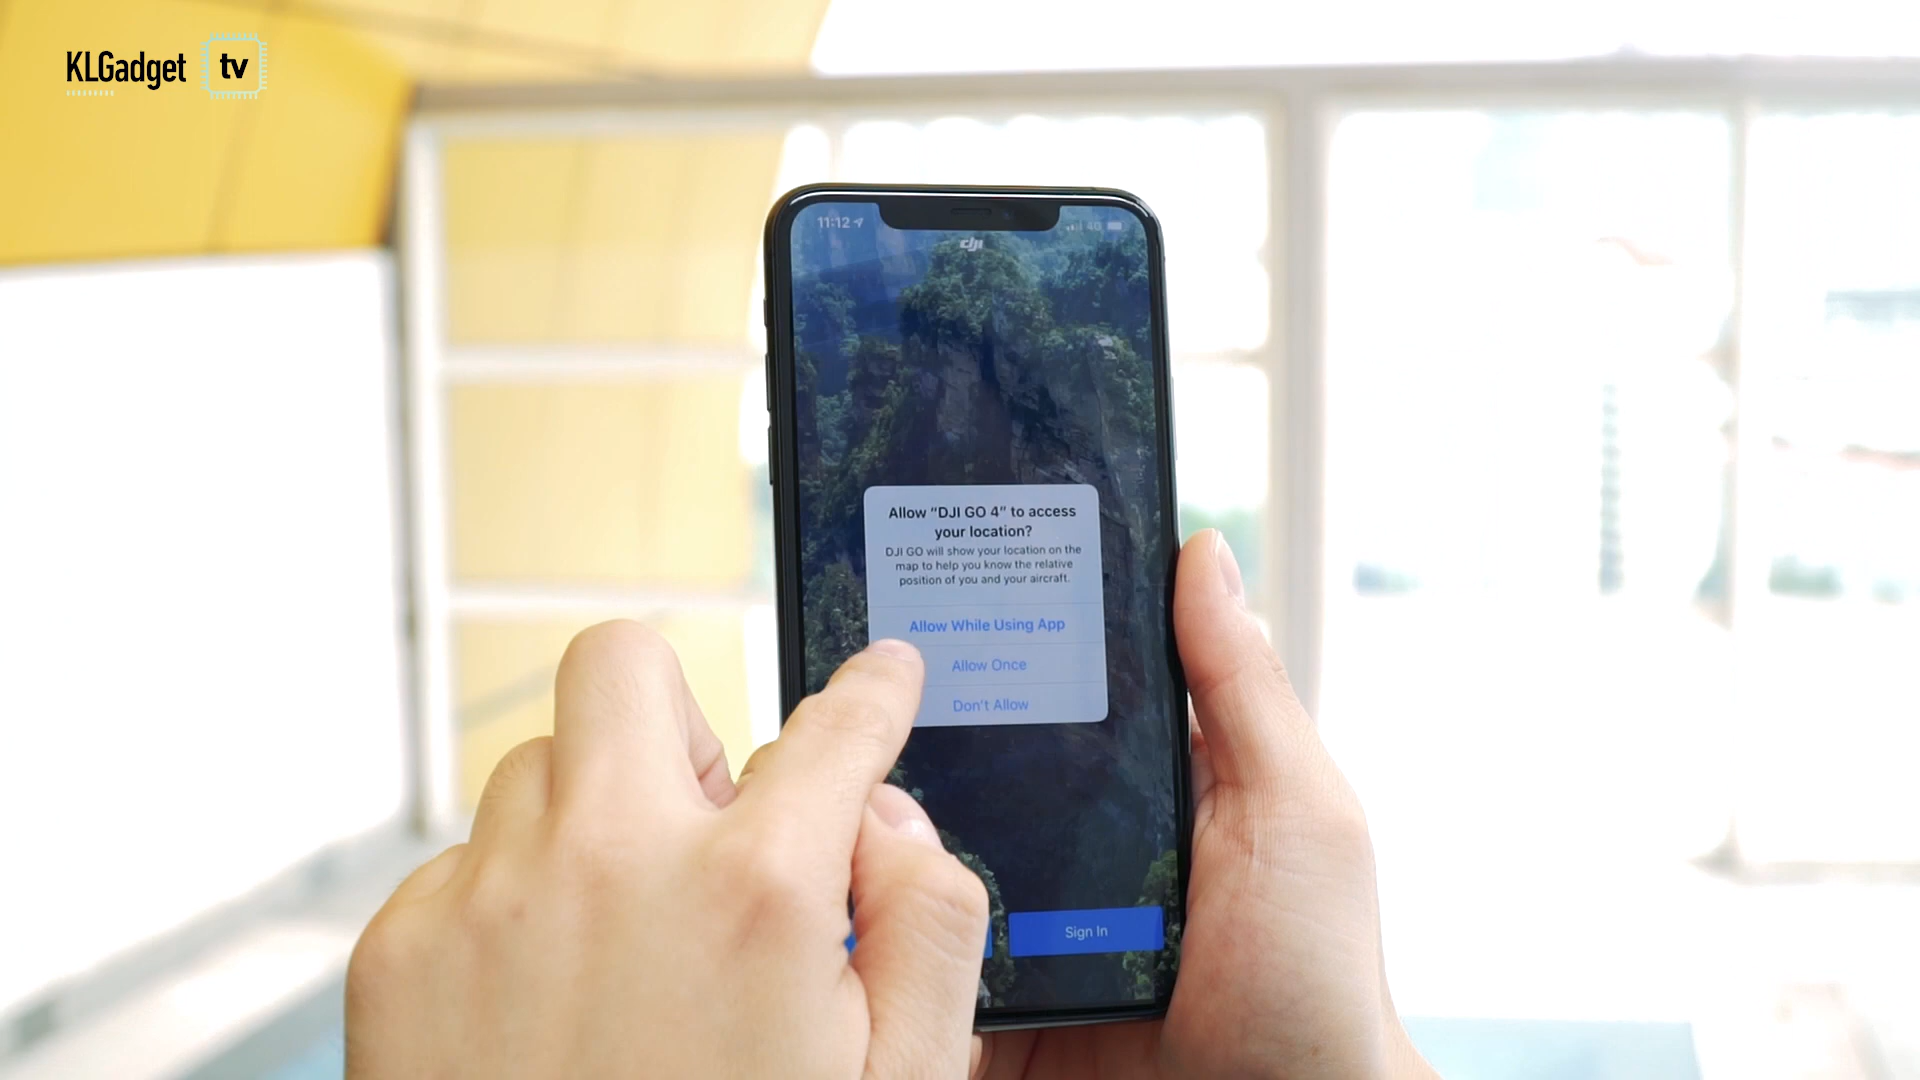 KLGadget tv
11:12
4G
dji
Allow “DJI GO 4” to access
your location?
DJI GO will show your location on the
map to help you know the relative
position of you and your aircraft.
Allow While Using App
Allow Once
Don’t Allow
Sign In